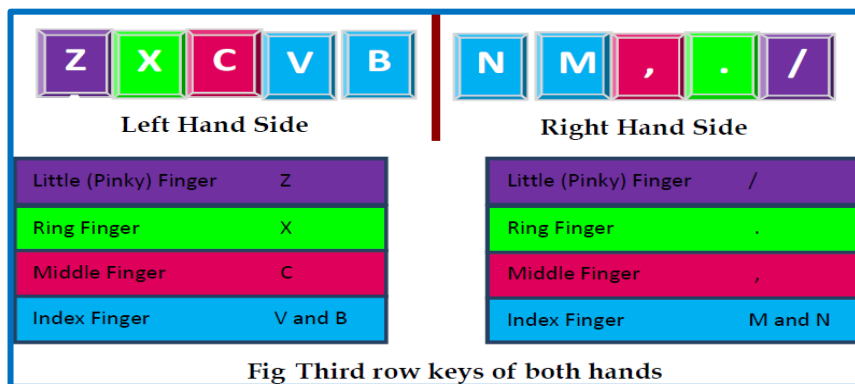 Z X C V B N M , . /
Left Hand Side Right Hand Side
Little (Pinky) Finger Z
Ring Finger X
Middle Finger C
Index Finger V and B
Little (Pinky) Finger /
Ring Finger .
Middle Finger ,
Index Finger M and N
Fig Third row keys of both hands